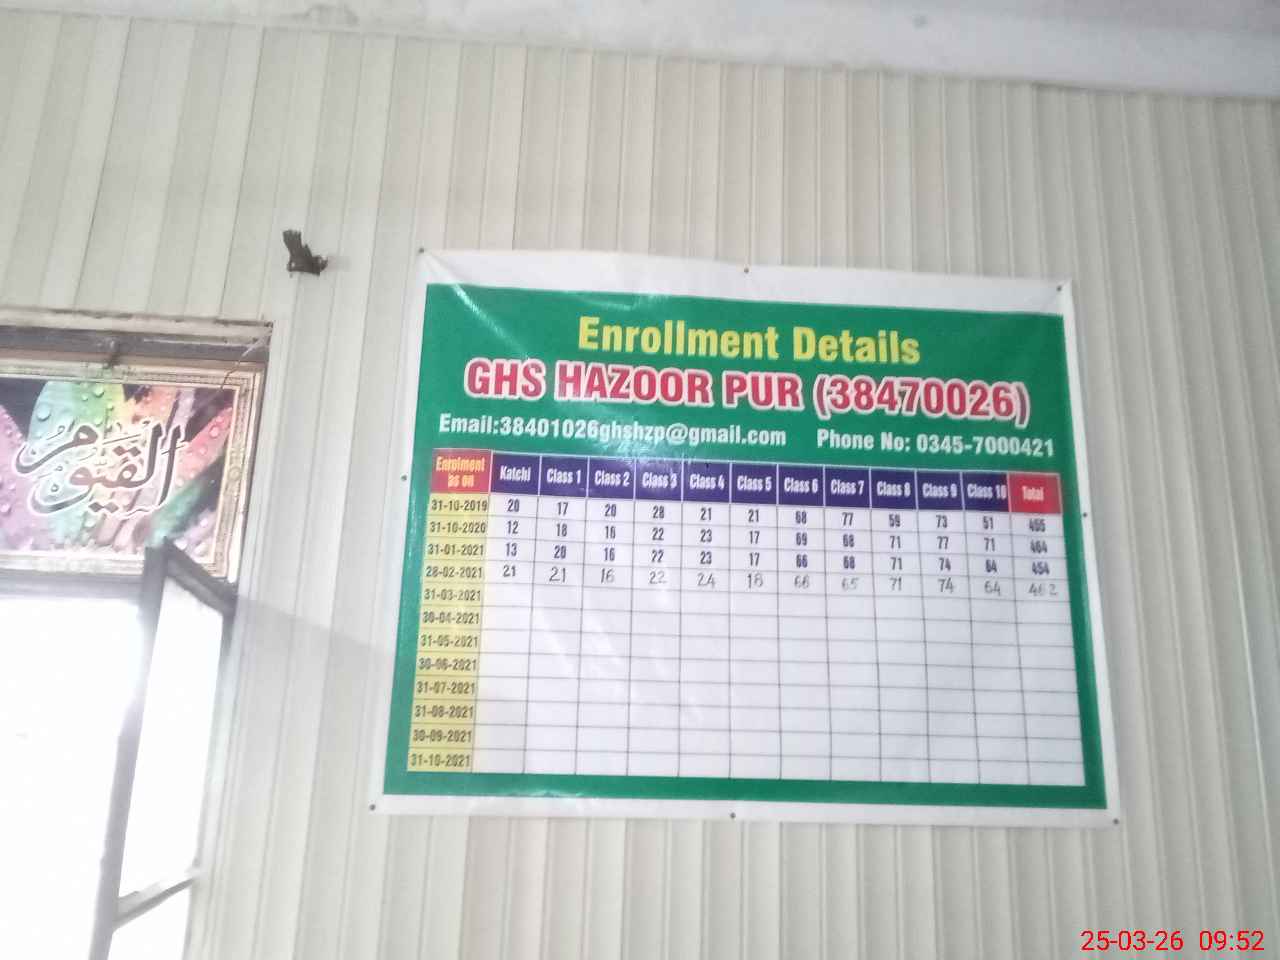 القيوم
Enrollment Details
GHS HAZOOR PUR (38470026)
Email:38401026ghshzp@gmail.com Phone No: 0345-7000421
Enrolment as on Katchi Class 1 Class 2 Class 3 Class 4 Class 5 Class 6 Class 7 Class 8 Class 9 Class 10 Total
31-10-2019 20 17 20 28 21 21 68 77 59 73 51 455
31-10-2020 12 18 16 22 23 17 69 68 71 77 71 464
31-01-2021 13 20 16 22 23 17 66 68 71 74 64 454
28-02-2021 21 21 16 22 24 18 66 65 71 74 64 462
31-03-2021
30-04-2021
31-05-2021
30-06-2021
31-07-2021
31-08-2021
30-09-2021
31-10-2021
25-03-26 09:52